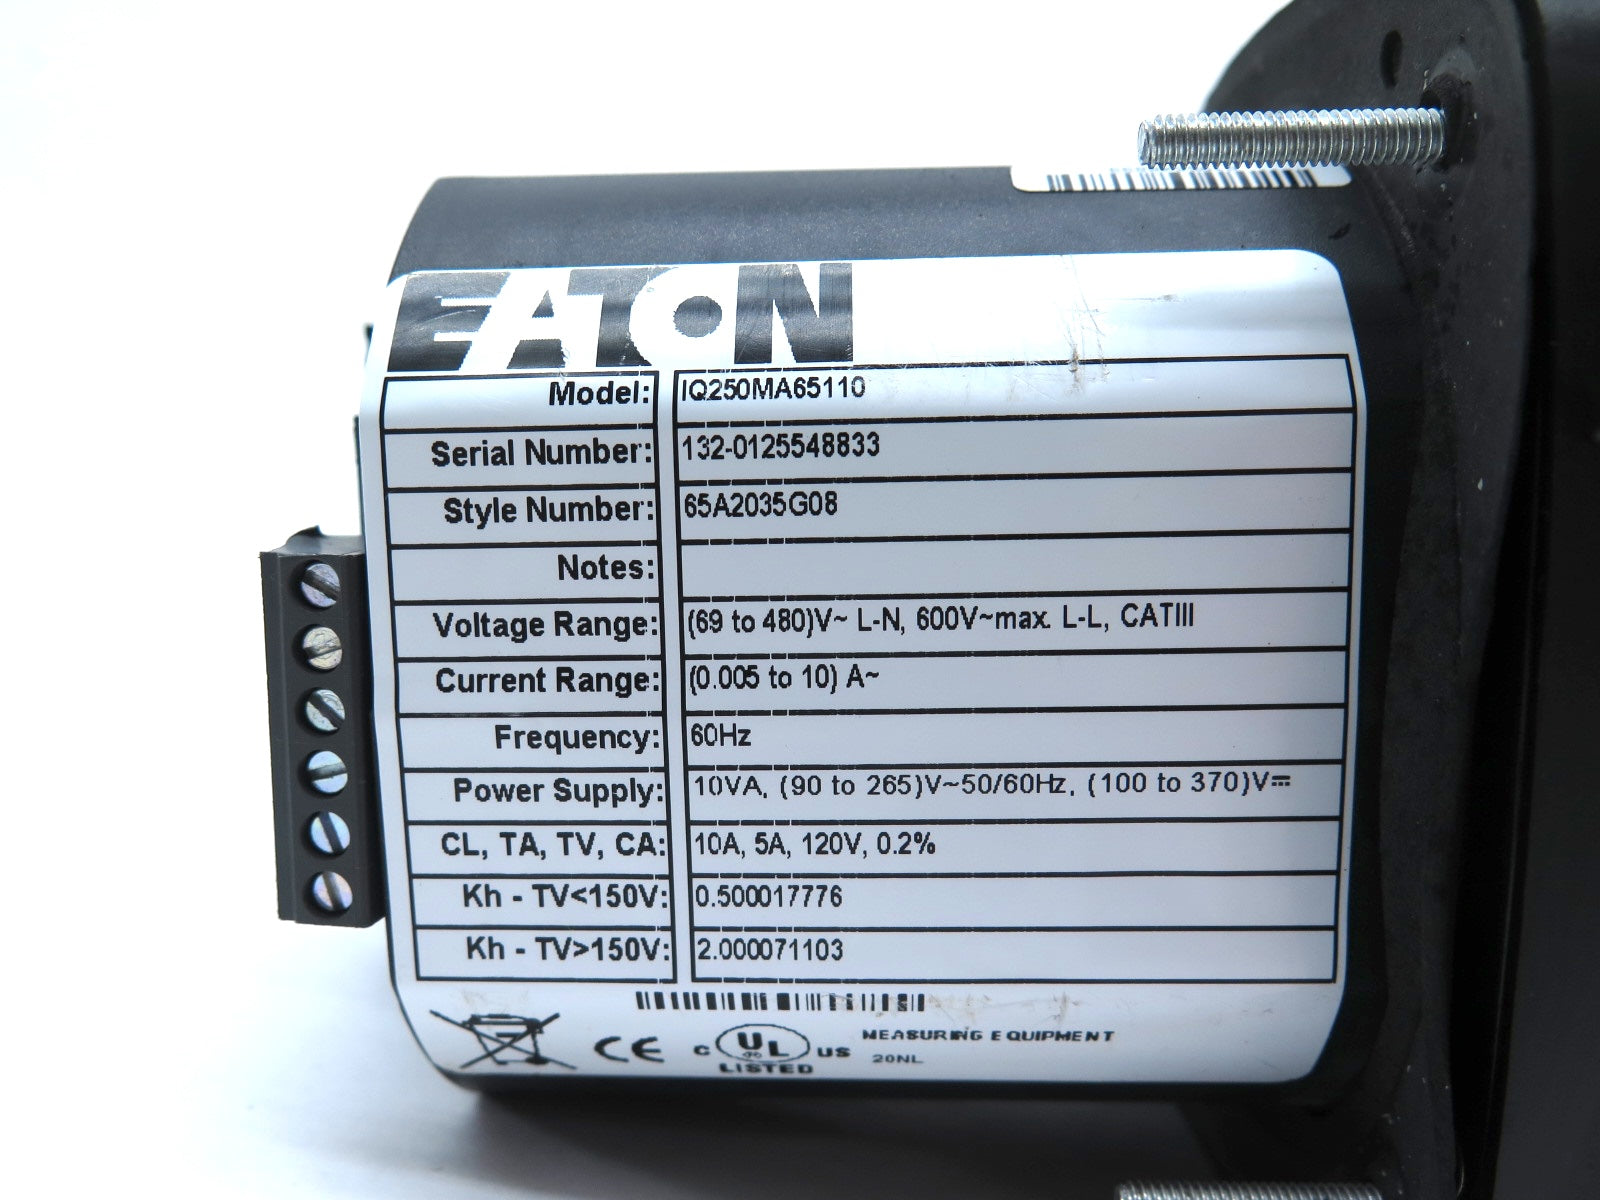 EATON
Model: IQ250MA65110
Serial Number: 132-0125548833
Style Number: 65A2035G08
Notes:
Voltage Range: (69 to 480)V~ L-N, 600V~max. L-L, CATIII
Current Range: (0.005 to 10) A~
Frequency: 60Hz
Power Supply: 10VA, (90 to 265)V~50/60Hz, (100 to 370)V⎓
CL, TA, TV, CA: 10A, 5A, 120V, 0.2%
Kh - TV<150V: 0.500017776
Kh - TV>150V: 2.000071103
CE C UL US MEASURING EQUIPMENT
LISTED 20NL